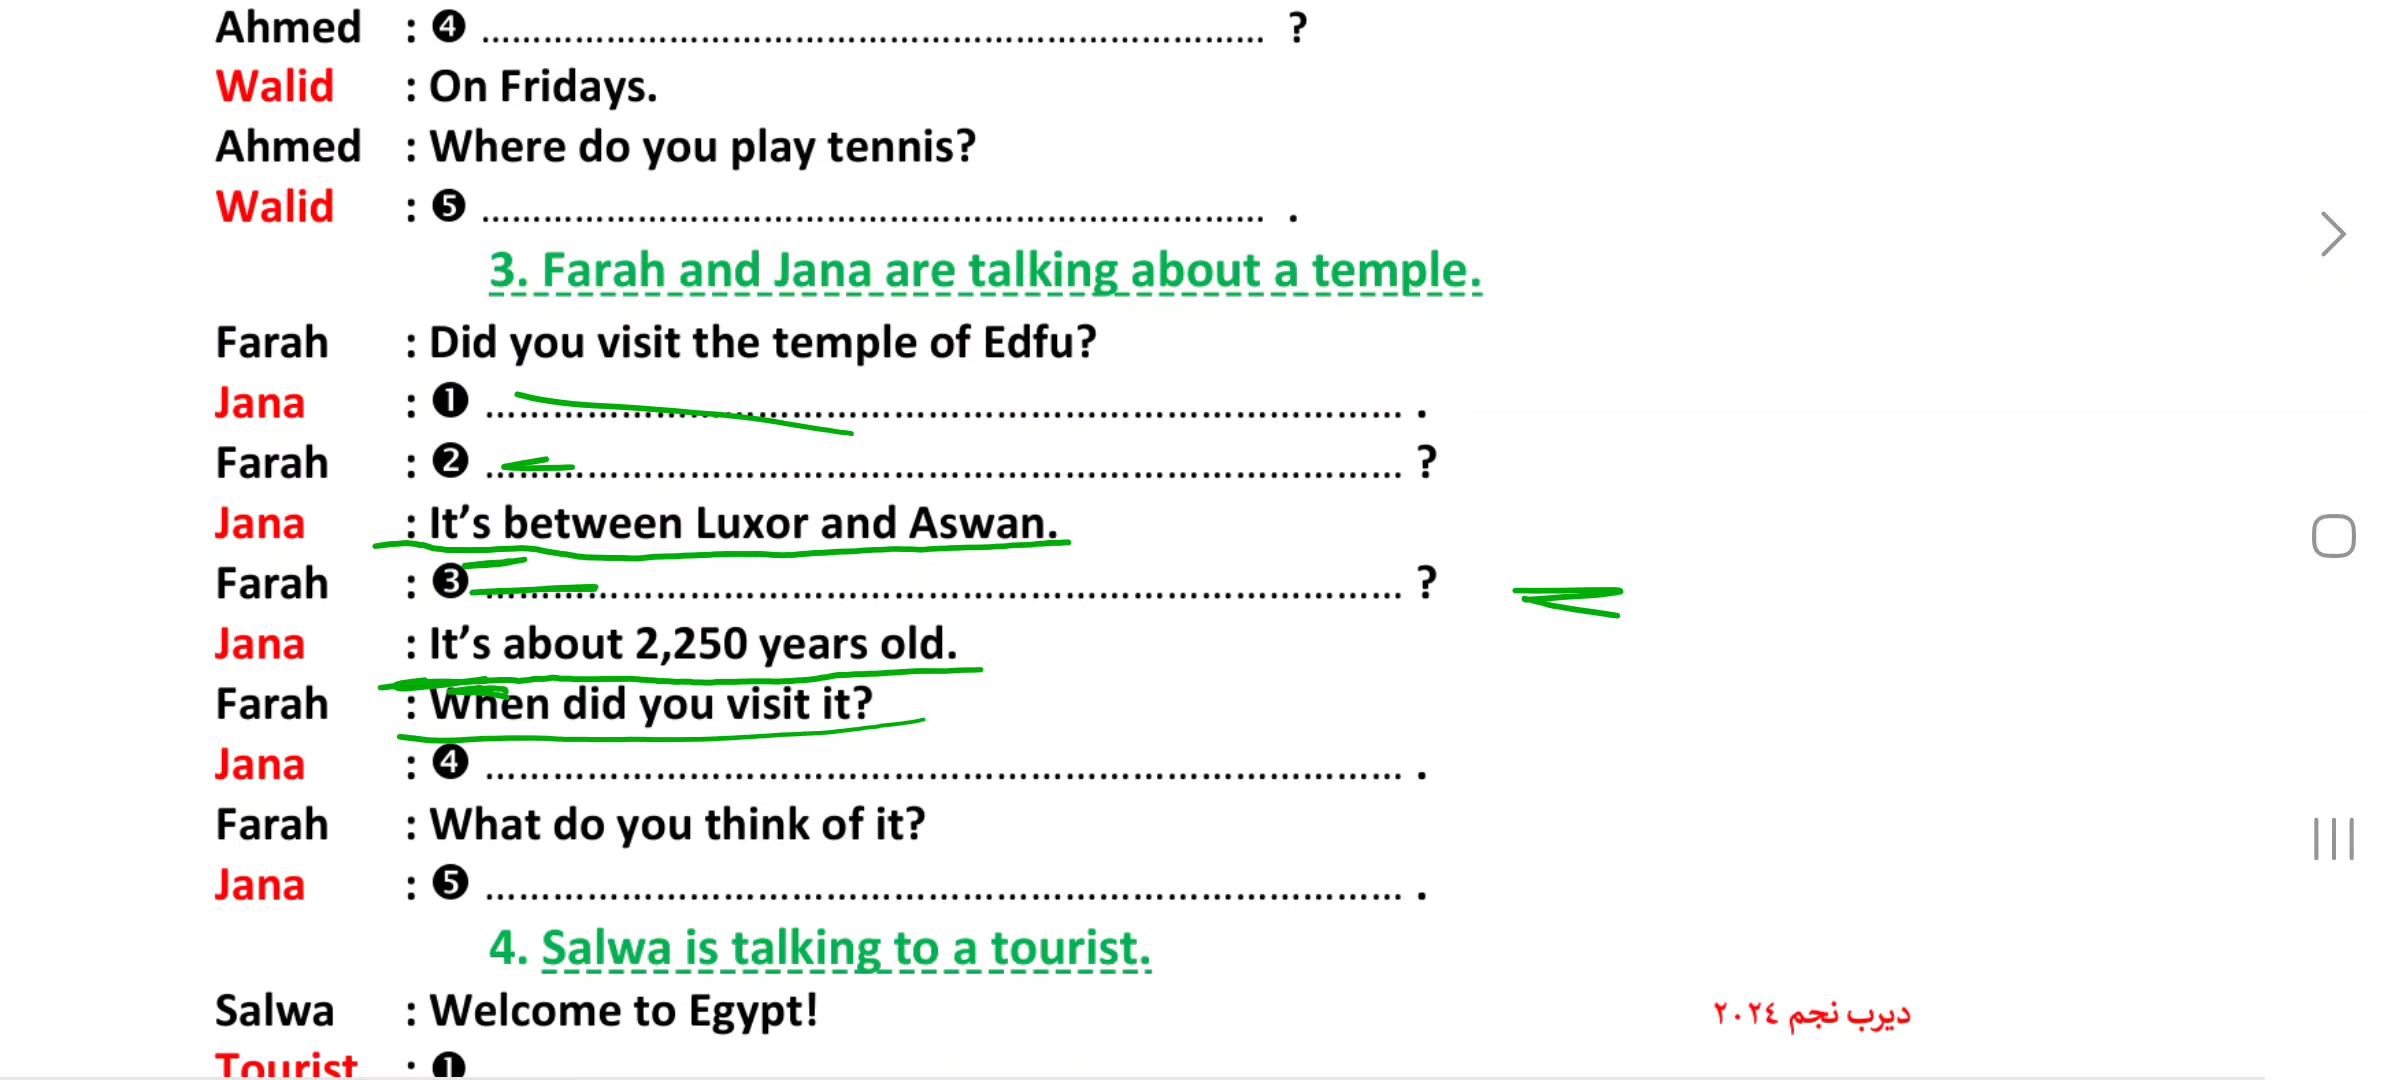 Ahmed : ❹ .................................................. ?
Walid : On Fridays.
Ahmed : Where do you play tennis?
Walid : ❺ .................................................. .
3. Farah and Jana are talking about a temple.
Farah : Did you visit the temple of Edfu?
Jana : ❶ .................................................. .
Farah : ❷ .................................................. ?
Jana : It’s between Luxor and Aswan.
Farah : ❸ .................................................. ?
Jana : It’s about 2,250 years old.
Farah : When did you visit it?
Jana : ❹ .................................................. .
Farah : What do you think of it?
Jana : ❺ .................................................. .
4. Salwa is talking to a tourist.
Salwa : Welcome to Egypt!
ديرب نجم ٢٠٢٤
Tourist : ❶